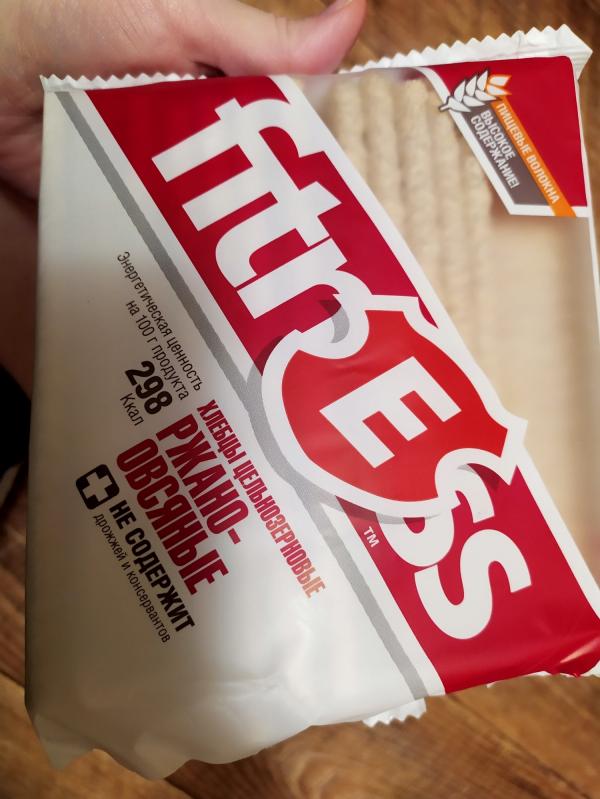 ПИЩЕВЫЕ ВОЛОКНА
ВЫСОКОЕ
СОДЕРЖАНИЕ!
fitnESS
TM
Энергетическая ценность
на 100 г продукта
298
Ккал
ХЛЕБЦЫ ЦЕЛЬНОЗЕРНОВЫЕ
РЖАНО-
ОВСЯНЫЕ
НЕ СОДЕРЖИТ
дрожжей и консервантов